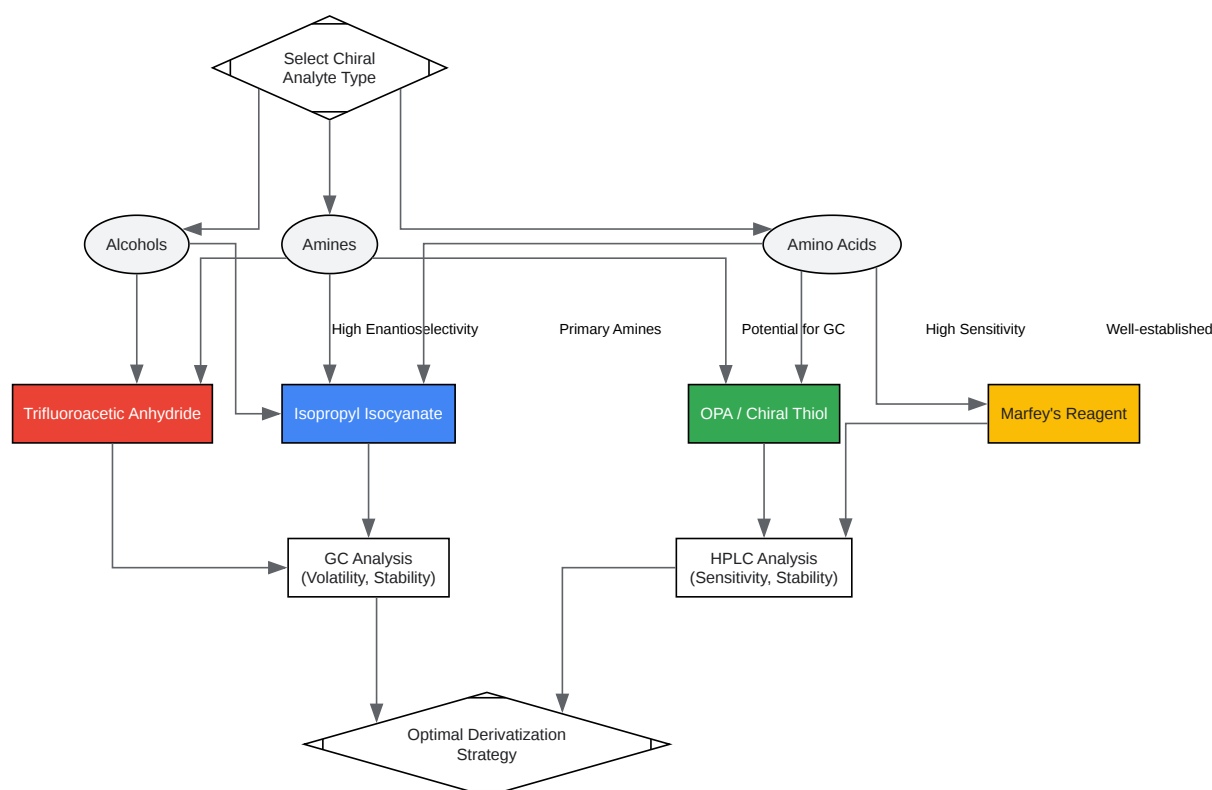 Select Chiral
Analyte Type
Alcohols
Amines
Amino Acids
High Enantioselectivity
Primary Amines
Potential for GC
High Sensitivity
Well-established
Trifluoroacetic Anhydride
Isopropyl Isocyanate
OPA / Chiral Thiol
Marfey's Reagent
GC Analysis
(Volatility, Stability)
HPLC Analysis
(Sensitivity, Stability)
Optimal Derivatization
Strategy